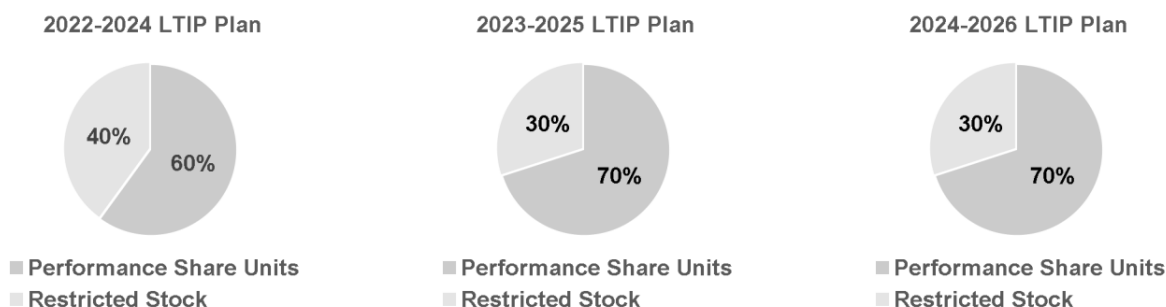 2022-2024 LTIP Plan
40%
60%
Performance Share Units
Restricted Stock
2023-2025 LTIP Plan
30%
70%
Performance Share Units
Restricted Stock
2024-2026 LTIP Plan
30%
70%
Performance Share Units
Restricted Stock